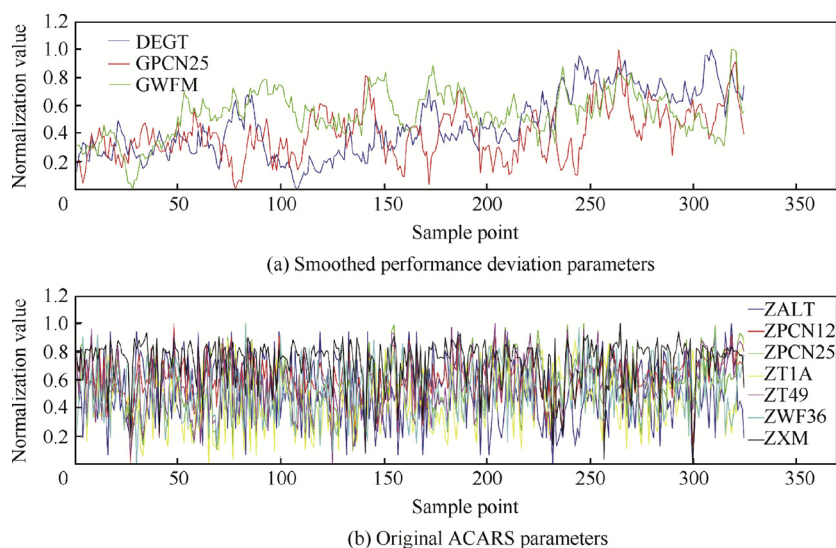 1.2
1.0
0.8
0.6
0.4
0.2
Normalization value
DEGT
GPCN25
GWFM
0 50 100 150 200 250 300 350
Sample point
(a) Smoothed performance deviation parameters
1.2
1.0
0.8
0.6
0.4
0.2
Normalization value
ZALT
ZPCN12
ZPCN25
ZT1A
ZT49
ZWF36
ZXM
0 50 100 150 200 250 300 350
Sample point
(b) Original ACARS parameters